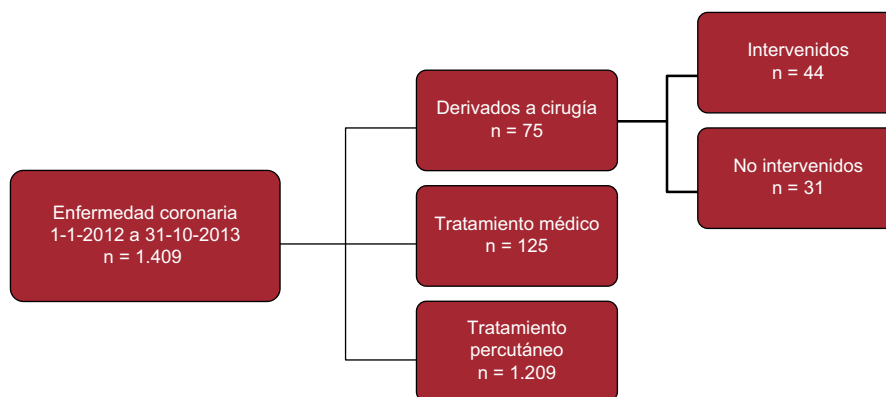 Enfermedad coronaria
1-1-2012 a 31-10-2013
n = 1.409
Derivados a cirugía
n = 75
Tratamiento médico
n = 125
Tratamiento
percutáneo
n = 1.209
Intervenidos
n = 44
No intervenidos
n = 31